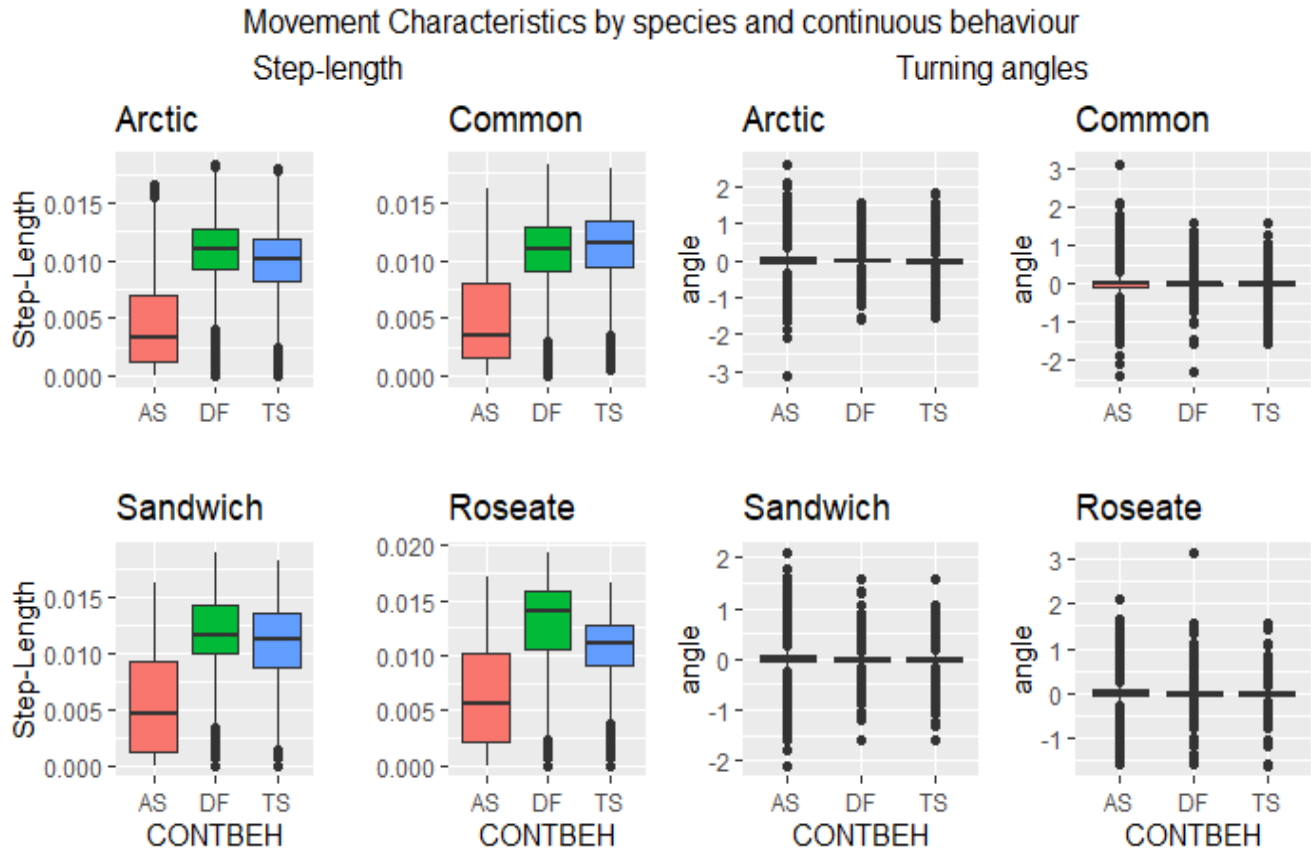 Movement Characteristics by species and continuous behaviour
Step-length Turning angles
Arctic Common Arctic Common
Step-Length
0.015
0.010
0.005
0.000
AS DF TS
0.015
0.010
0.005
0.000
AS DF TS
angle
2
1
0
-1
-2
-3
AS DF TS
angle
3
2
1
0
-1
-2
AS DF TS
Sandwich Roseate Sandwich Roseate
Step-Length
0.015
0.010
0.005
0.000
AS DF TS
CONTBEH
0.020
0.015
0.010
0.005
0.000
AS DF TS
CONTBEH
angle
2
1
0
-1
-2
AS DF TS
CONTBEH
angle
3
2
1
0
-1
AS DF TS
CONTBEH